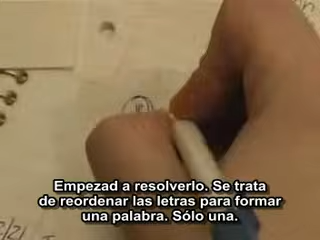 Empezad a resolverlo. Se trata
de reordenar las letras para formar
una palabra. Sólo una.